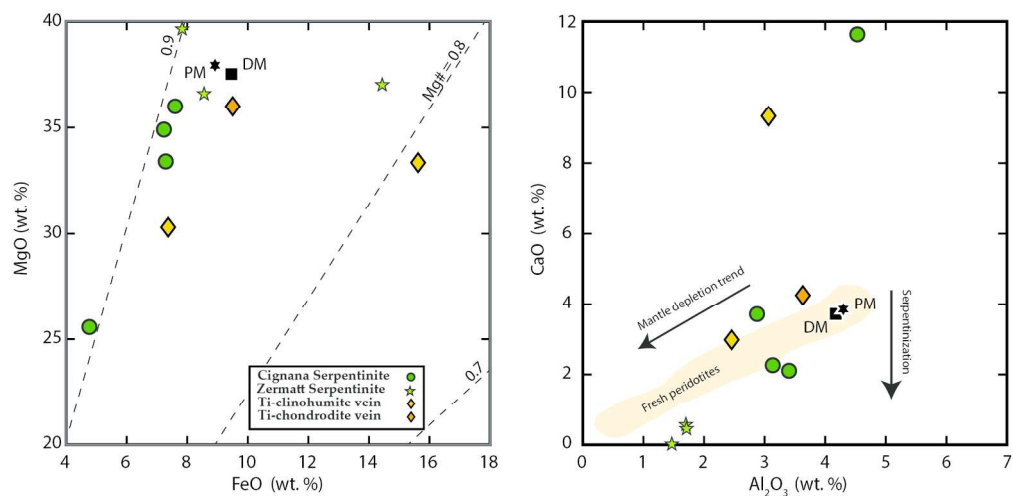 40
35
30
25
20
MgO (wt. %)
4
6
8
10
12
14
16
18
FeO (wt. %)
0.9
PM
DM
Mg# = 0.8
0.7
Cignana Serpentinite
Zermatt Serpentinite
Ti-clinohumite vein
Ti-chondrodite vein
12
10
8
6
4
2
0
CaO (wt. %)
0
1
2
3
4
5
6
7
Al₂O₃ (wt. %)
Mantle depletion trend
Serpentinization
PM
DM
Fresh peridotites